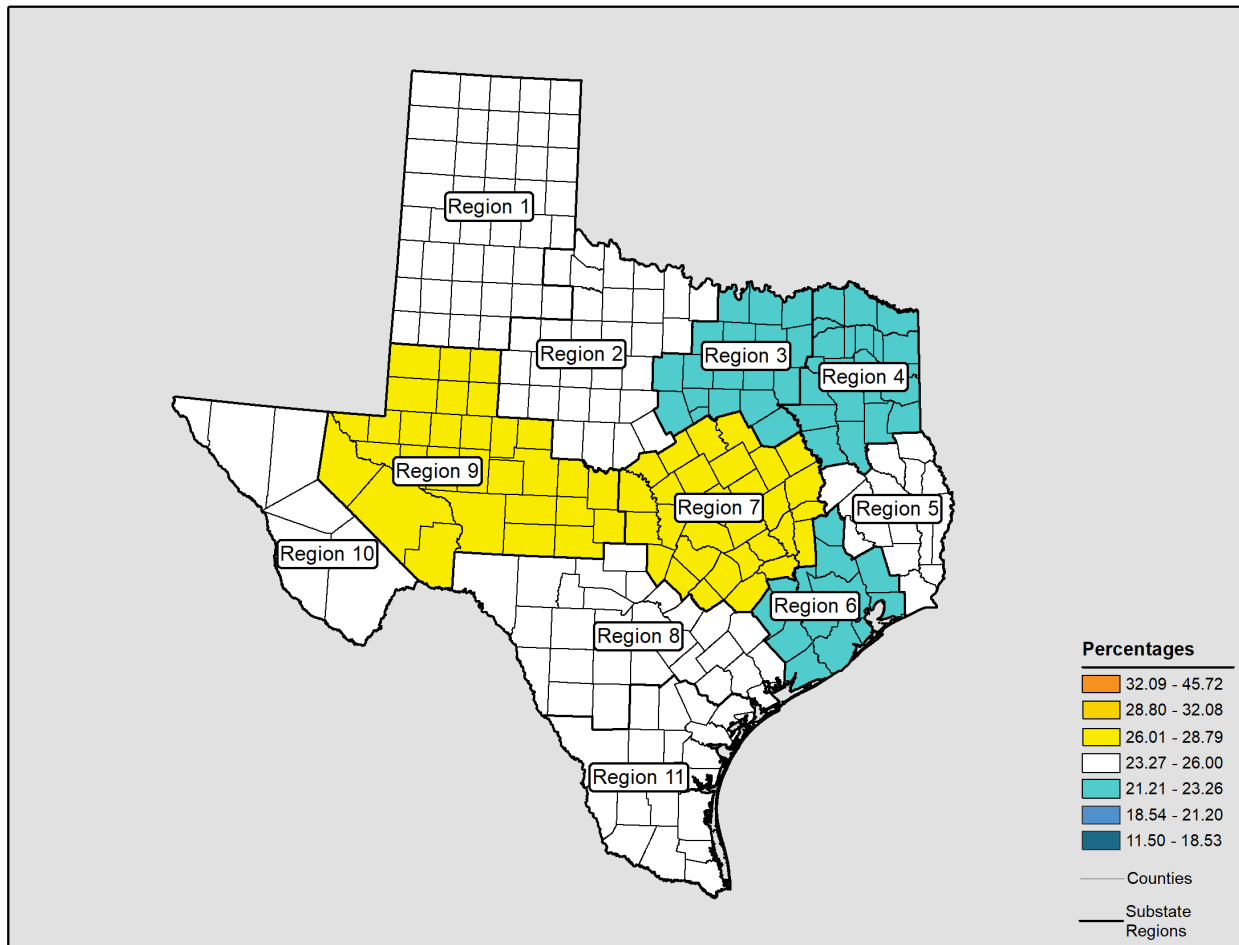 Region 1
Region 2
Region 3
Region 4
Region 9
Region 7
Region 5
Region 10
Region 6
Region 8
Region 11
Percentages
32.09 - 45.72
28.80 - 32.08
26.01 - 28.79
23.27 - 26.00
21.21 - 23.26
18.54 - 21.20
11.50 - 18.53
Counties
Substate
Regions